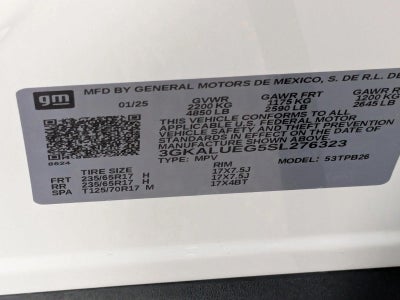 gm
MFD BY GENERAL MOTORS DE MEXICO, S. DE R.L. DE
01/25 GVWR GAWR FRT GAWR
2200 KG 1175 KG 1200 KG
4850 LB 2590 LB 2645 LB
THIS VEHICLE CONFORMS TO ALL
APPLICABLE U.S. FEDERAL MOTOR
VEHICLE SAFETY AND THEFT PREVENTION
STANDARDS IN EFFECT ON THE DATE OF
MANUFACTURE SHOWN ABOVE.
3GKALUEG5SL276323
0624 TYPE: MPV MODEL: 53TPB26
TIRE SIZE RIM
FRT 235/65R17 H 17X7.5J
RR 235/65R17 H 17X7.5J
SPA T125/70R17 M 17X4BT